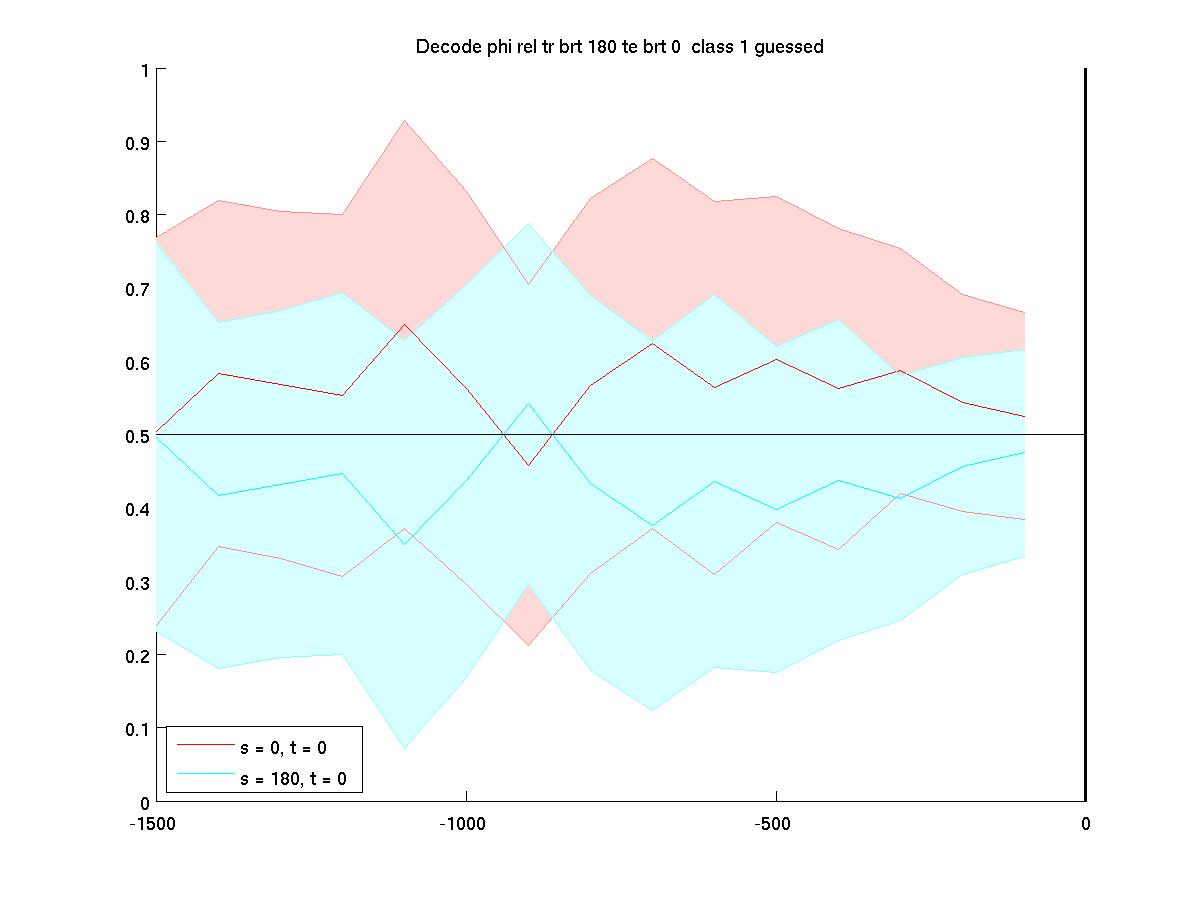 Decode phi rel tr brt 180 te brt 0 class 1 guessed
1
0.9
0.8
0.7
0.6
0.5
0.4
0.3
0.2
0.1
0
s = 0, t = 0
s = 180, t = 0
-1500 -1000 -500 0